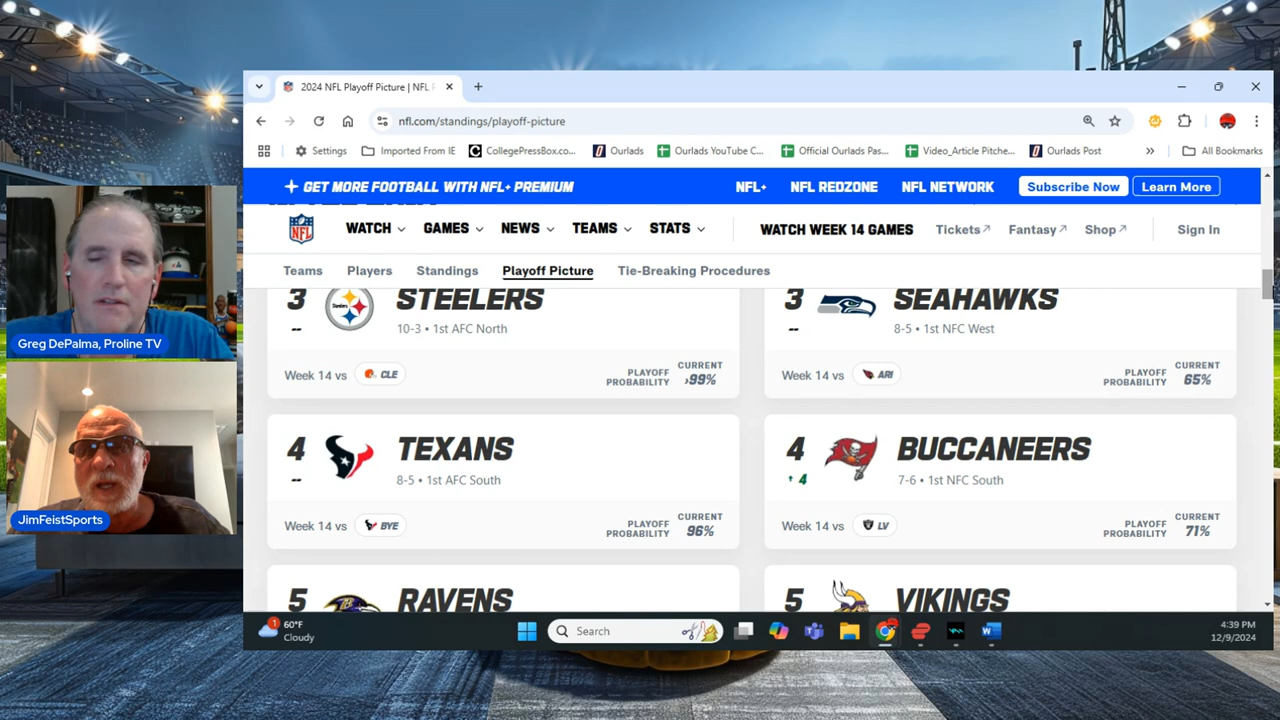 2024 NFL Playoff Picture | NFL
nfl.com/standings/playoff-picture
Settings
Imported From IE
CollegePressBox.co...
Ourlads
Ourlads YouTube C...
Official Ourlads Pas...
Video_Article Pitche...
Ourlads Post
All Bookmarks
GET MORE FOOTBALL WITH NFL+ PREMIUM
NFL+
NFL REDZONE
NFL NETWORK
Subscribe Now
Learn More
NFL
WATCH
GAMES
NEWS
TEAMS
STATS
WATCH WEEK 14 GAMES
Tickets
Fantasy
Shop
Sign In
Teams
Players
Standings
Playoff Picture
Tie-Breaking Procedures
3
--
Steelers
STEELERS
10-3 • 1st AFC North
Week 14 vs
CLE
PLAYOFF
PROBABILITY
CURRENT
>99%
3
--
SEAHAWKS
8-5 • 1st NFC West
Week 14 vs
ARI
PLAYOFF
PROBABILITY
CURRENT
65%
4
--
TEXANS
8-5 • 1st AFC South
Week 14 vs
BYE
PLAYOFF
PROBABILITY
CURRENT
96%
4
↑ 4
BUCCANEERS
7-6 • 1st NFC South
Week 14 vs
LV
PLAYOFF
PROBABILITY
CURRENT
71%
5
RAVENS
5
VIKINGS
Greg DePalma, Proline TV
JimFeistSports
1
60°F
Cloudy
Search
4:39 PM
12/9/2024